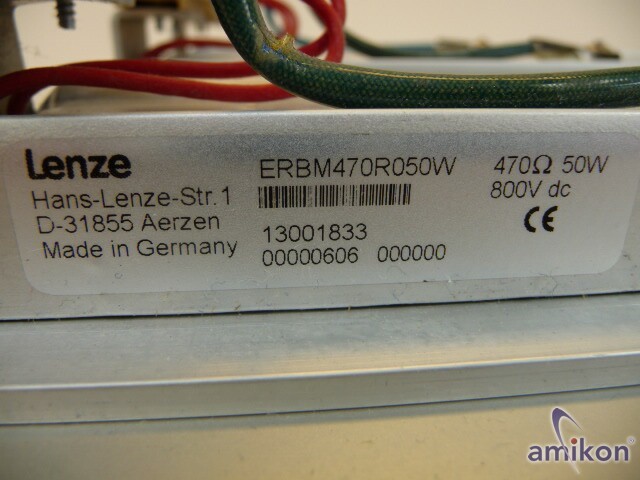 Lenze
Hans-Lenze-Str.1
D-31855 Aerzen
Made in Germany
ERBM470R050W
13001833
00000606 000000
470Ω 50W
800V dc
CE
amikon®